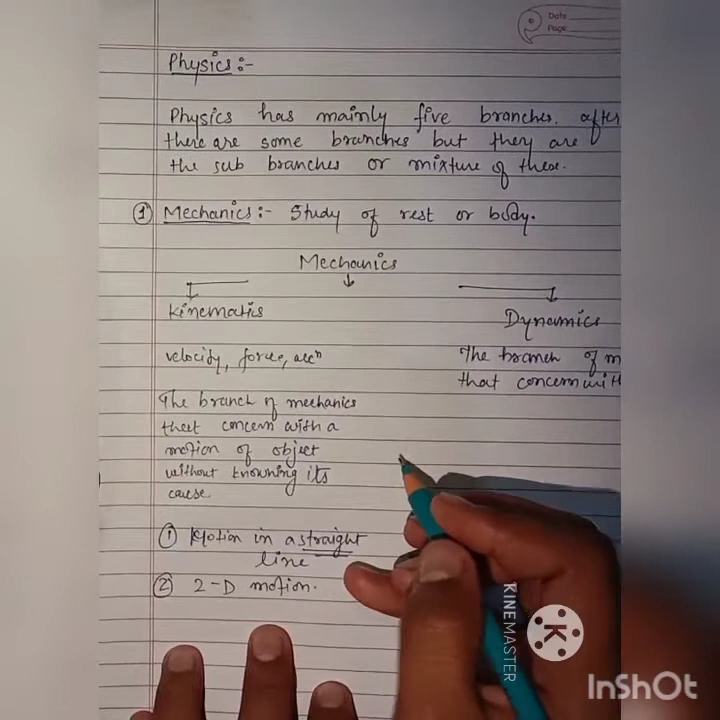 Date
Page
Physics :-
Physics has mainly five branches. after
there are some branches but they are
the sub branches or mixture of these.
① Mechanics :- Study of rest or body.
Mechanics
Kinematics
Dynamics
velocity, force, accⁿ
The branch of m
that concern with
The branch of mechanics
that concern with a
motion of object
without knowning its
cause.
① Motion in a straight
line
② 2-D motion.
KINEMASTER
InShOt